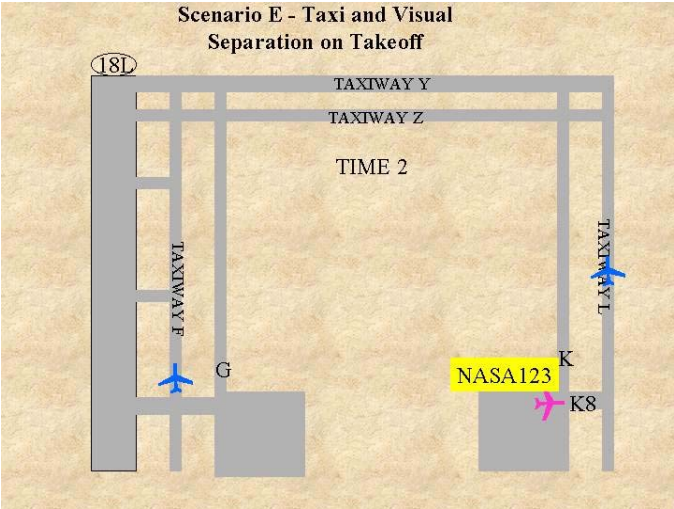 Scenario E - Taxi and Visual
Separation on Takeoff
18L
TAXIWAY Y
TAXIWAY Z
TIME 2
TAXIWAY L
TAXIWAY F
G
K
NASA123
K8